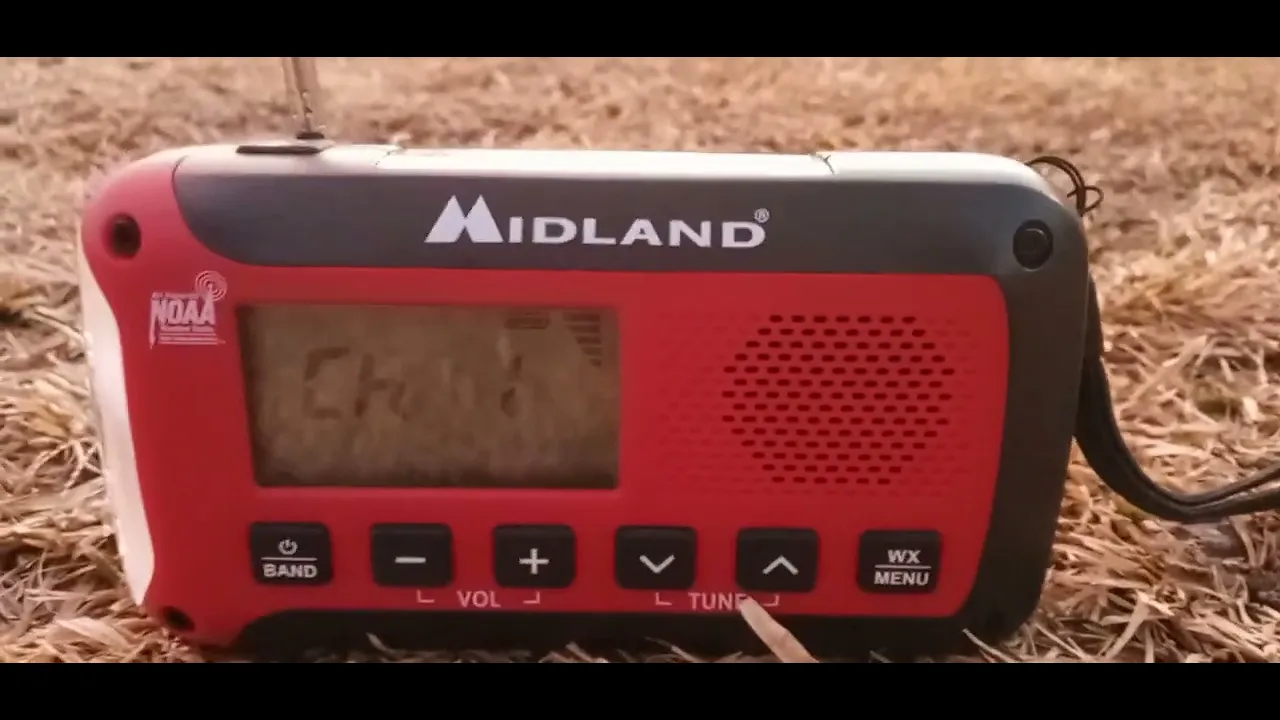 MIDLAND®
NOAA
Ch 1
BAND
− +
VOL
TUNE
WX
MENU